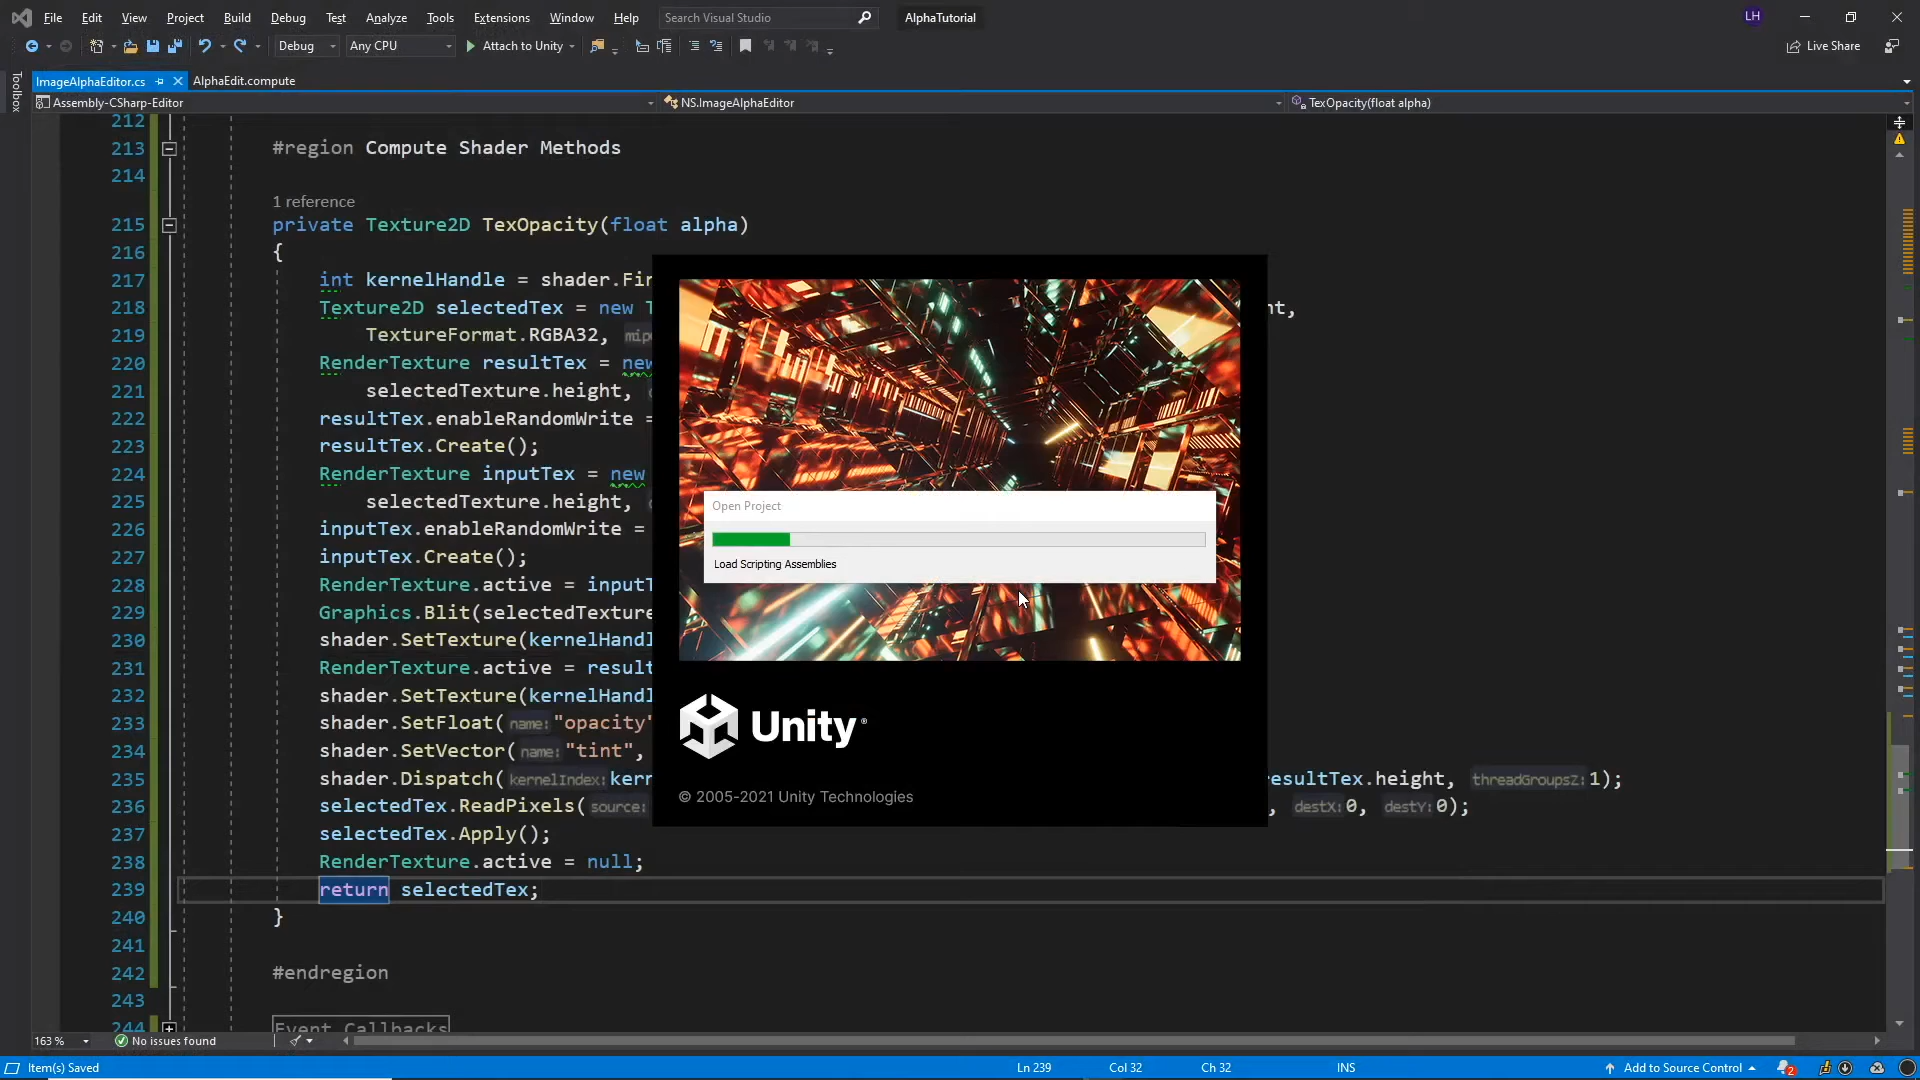 File Edit View Project Build Debug Test Analyze Tools Extensions Window Help Search Visual Studio AlphaTutorial LH
Debug Any CPU Attach to Unity Live Share
Toolbox
ImageAlphaEditor.cs AlphaEdit.compute
Assembly-CSharp-Editor NS.ImageAlphaEditor TexOpacity(float alpha)
212
213 #region Compute Shader Methods
214
1 reference
215 private Texture2D TexOpacity(float alpha)
216 {
217 int kernelHandle = shader.Fin
218 Texture2D selectedTex = new T ht,
219 TextureFormat.RGBA32, mip
220 RenderTexture resultTex = new
221 selectedTexture.height,
222 resultTex.enableRandomWrite =
223 resultTex.Create();
224 RenderTexture inputTex = new
225 selectedTexture.height,
226 inputTex.enableRandomWrite =
227 inputTex.Create();
228 RenderTexture.active = inputT
229 Graphics.Blit(selectedTexture
230 shader.SetTexture(kernelHandl
231 RenderTexture.active = result
232 shader.SetTexture(kernelHandl
233 shader.SetFloat(name: "opacity"
234 shader.SetVector(name: "tint",
235 shader.Dispatch(kernelIndex: kern resultTex.height, threadGroupsZ: 1);
236 selectedTex.ReadPixels(source: , destX: 0, destY: 0);
237 selectedTex.Apply();
238 RenderTexture.active = null;
239 return selectedTex;
240 }
241
242 #endregion
243
244 Event Callbacks
Open Project
Load Scripting Assemblies
Unity®
© 2005-2021 Unity Technologies
163 % No issues found
Item(s) Saved Ln 239 Col 32 Ch 32 INS Add to Source Control 2